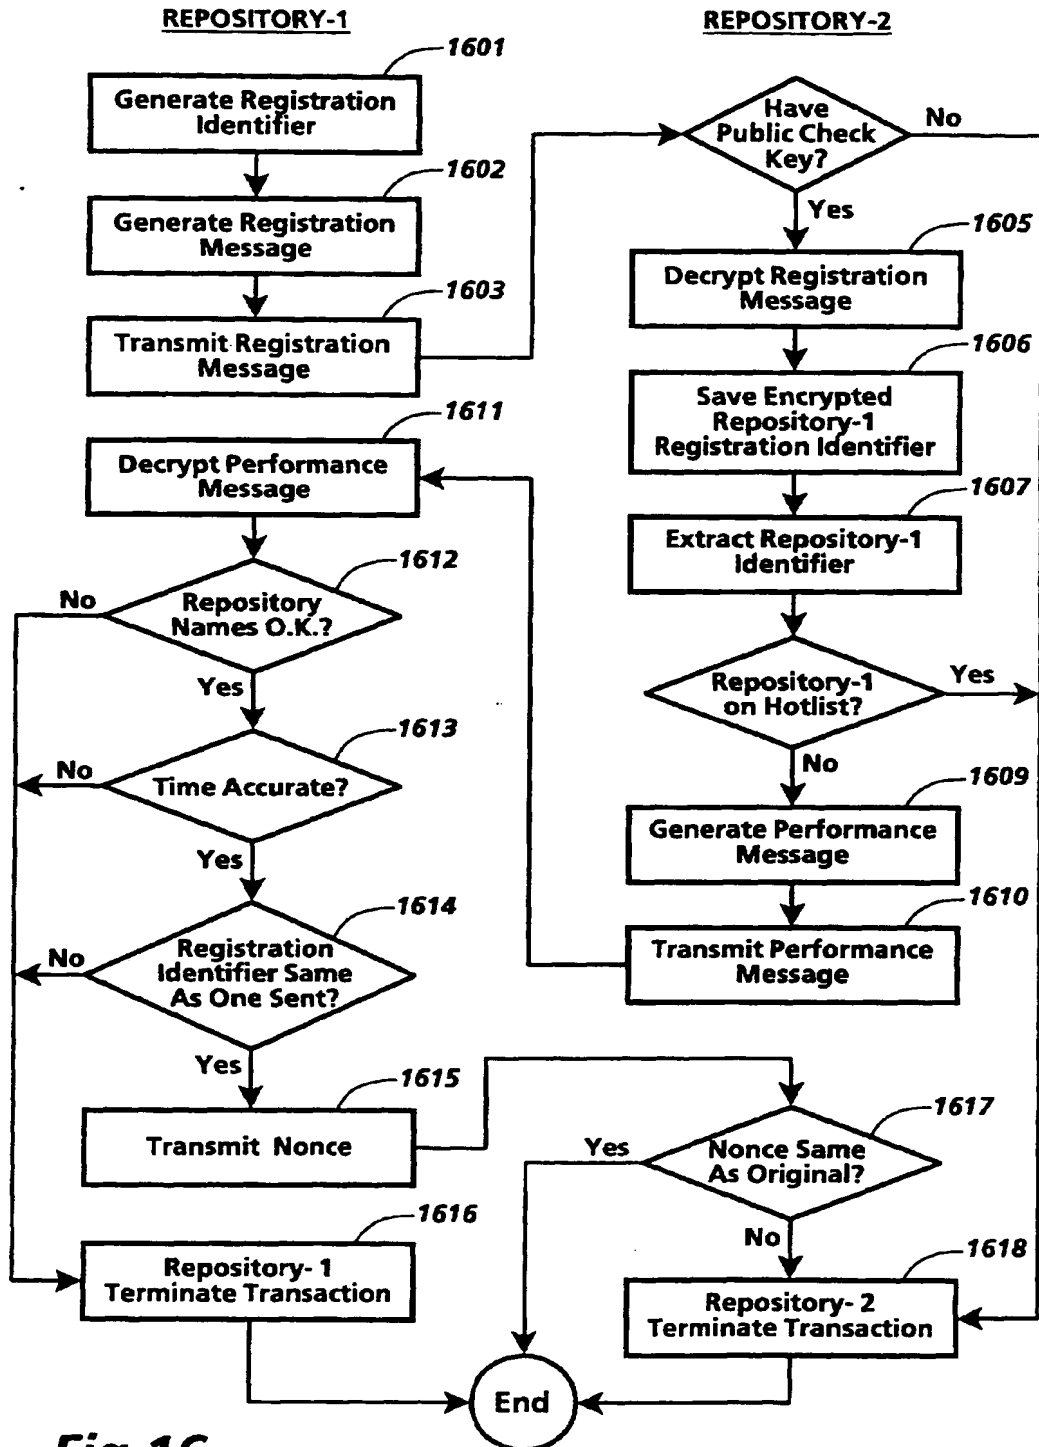 REPOSITORY-1
1601
Generate Registration
Identifier
1602
Generate Registration
Message
1603
Transmit Registration
Message
1611
Decrypt Performance
Message
1612
No
Repository
Names O.K.?
Yes
1613
No
Time Accurate?
Yes
1614
No
Registration
Identifier Same
As One Sent?
Yes
1615
Transmit Nonce
1616
Repository- 1
Terminate Transaction
REPOSITORY-2
Have
Public Check
Key?
No
Yes
1605
Decrypt Registration
Message
1606
Save Encrypted
Repository-1
Registration Identifier
1607
Extract Repository-1
Identifier
Repository-1
on Hotlist?
Yes
No
1609
Generate Performance
Message
1610
Transmit Performance
Message
1617
Yes
Nonce Same
As Original?
No
1618
Repository- 2
Terminate Transaction
End